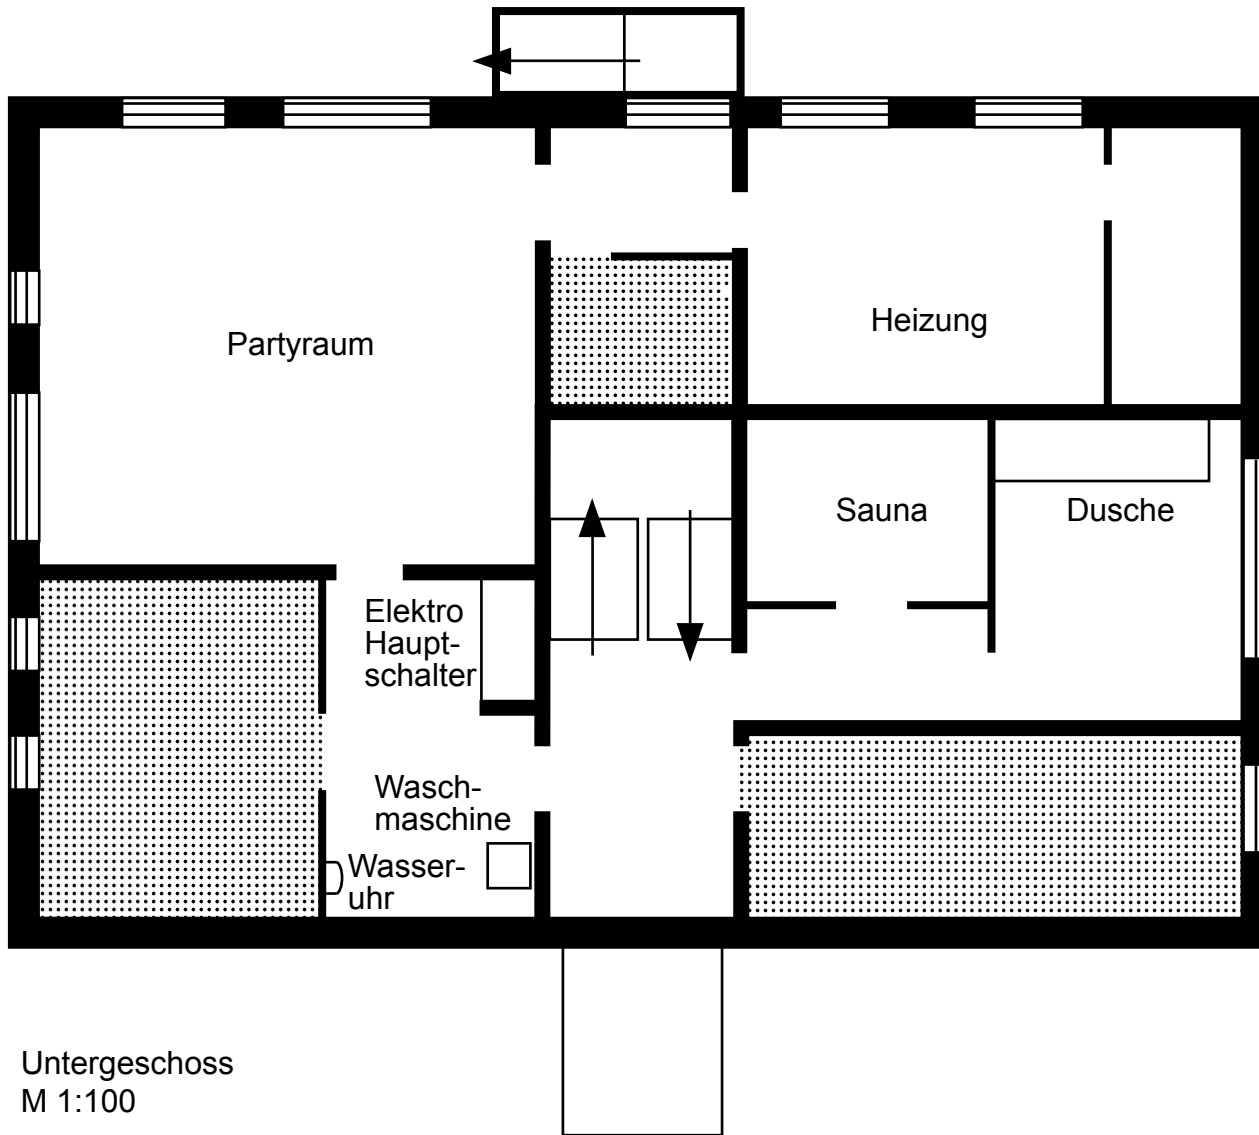 Heizung
Partyraum
Sauna
Dusche
Elektro
Haupt-
schalter
Wasch-
maschine
Wasser-
uhr
Untergeschoss
M 1:100